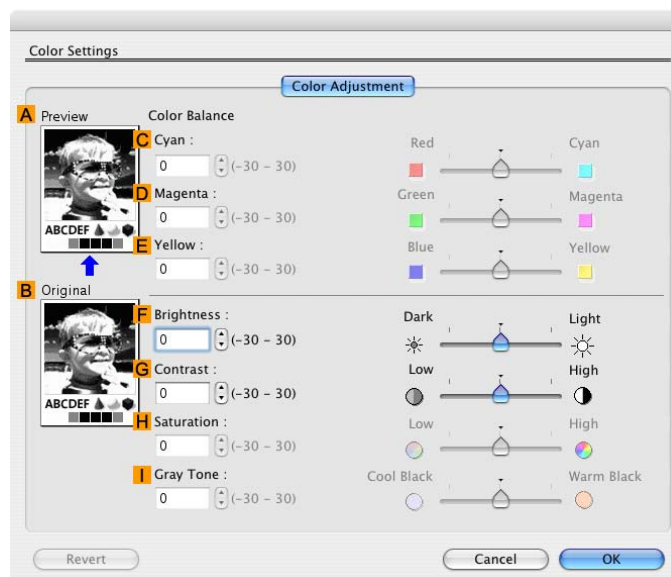 Color Settings
Color Adjustment
A Preview
Color Balance
C Cyan :
Red Cyan
0 (-30 – 30)
D Magenta :
Green Magenta
0 (-30 – 30)
ABCDEF
E Yellow :
Blue Yellow
0 (-30 – 30)
B Original
F Brightness :
Dark Light
0 (-30 – 30)
G Contrast :
Low High
0 (-30 – 30)
ABCDEF
H Saturation :
Low High
0 (-30 – 30)
I Gray Tone :
Cool Black Warm Black
0 (-30 – 30)
Revert Cancel OK